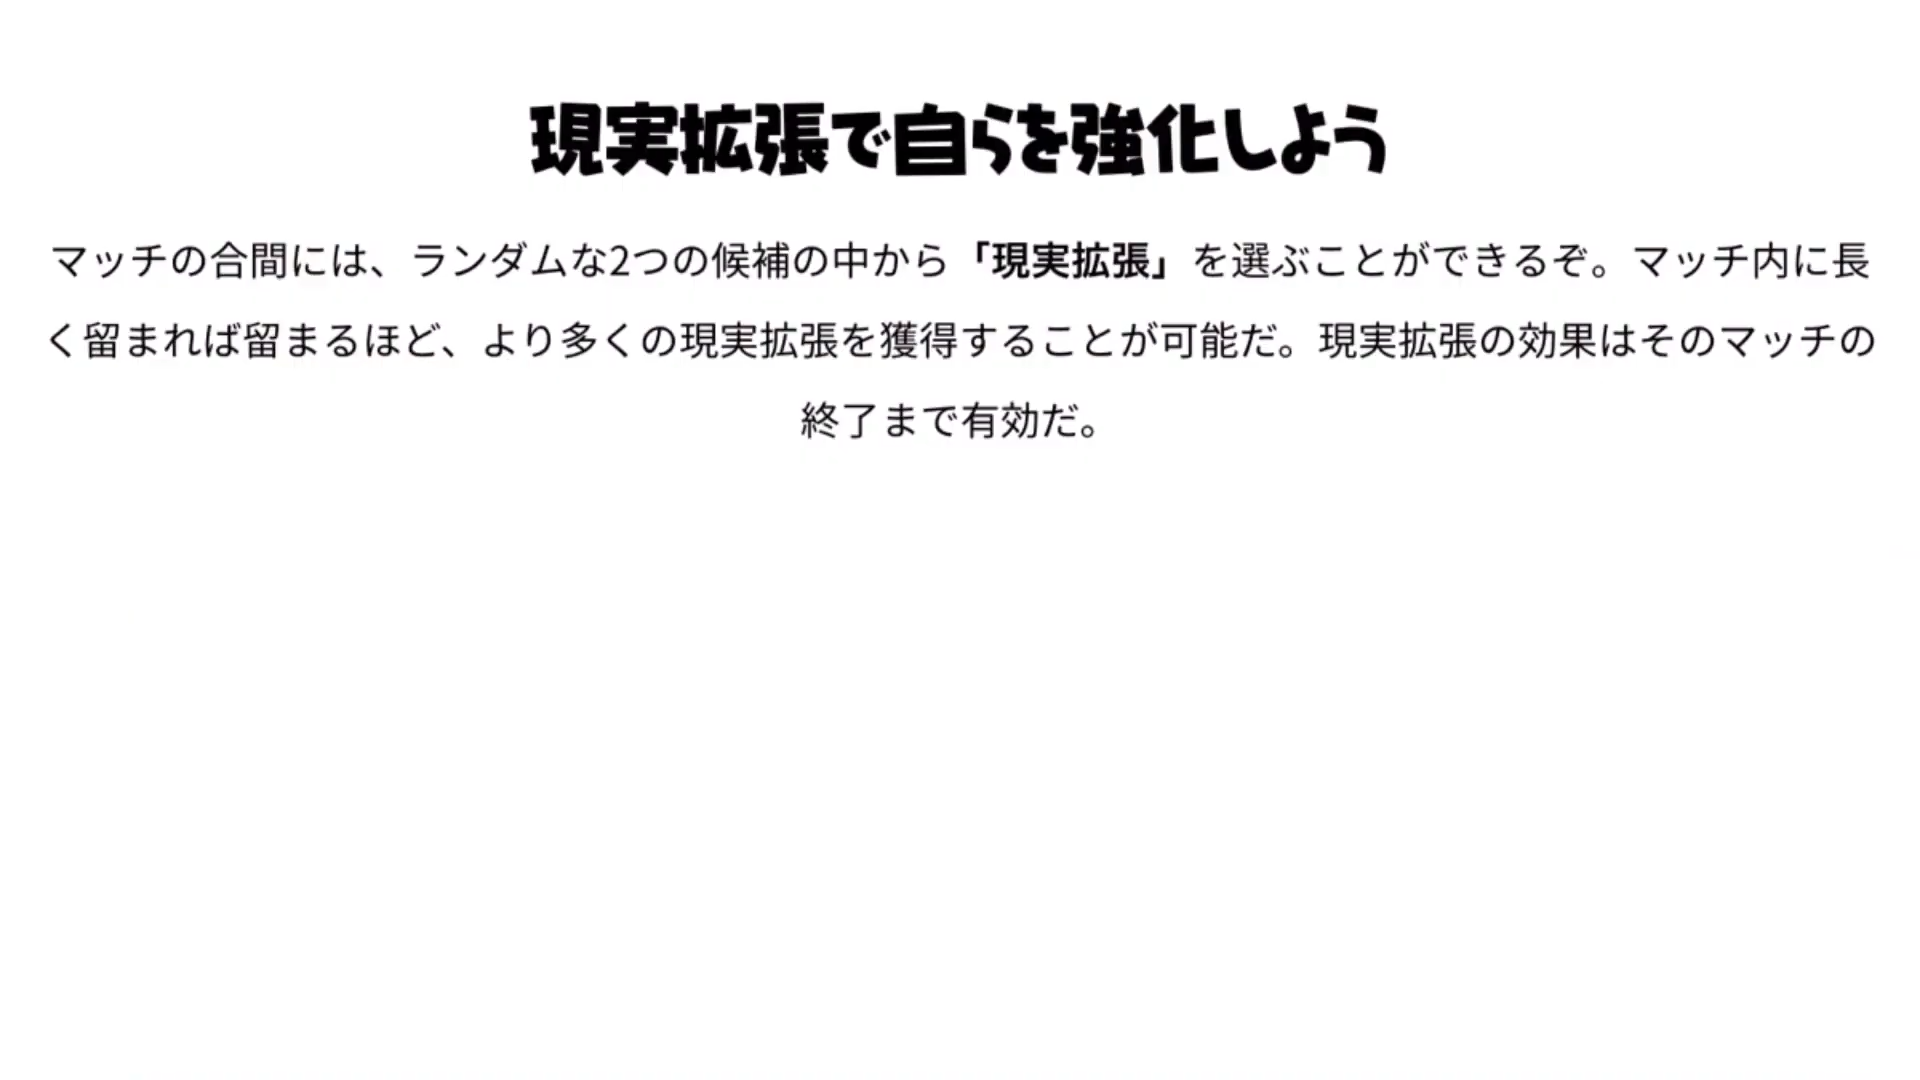 現実拡張で自らを強化しよう
マッチの合間には、ランダムな2つの候補の中から「現実拡張」を選ぶことができるぞ。マッチ内に長
く留まれば留まるほど、より多くの現実拡張を獲得することが可能だ。現実拡張の効果はそのマッチの
終了まで有効だ。